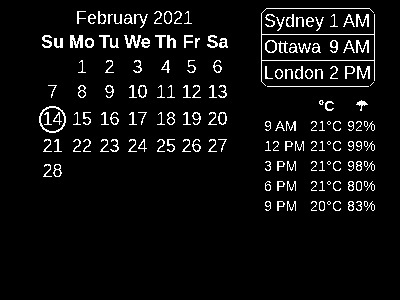 February 2021
Su Mo Tu We Th Fr Sa
1 2 3 4 5 6
7 8 9 10 11 12 13
14 15 16 17 18 19 20
21 22 23 24 25 26 27
28
Sydney 1 AM
Ottawa 9 AM
London 2 PM
°C ☂
9 AM 21°C 92%
12 PM 21°C 99%
3 PM 21°C 98%
6 PM 21°C 80%
9 PM 20°C 83%